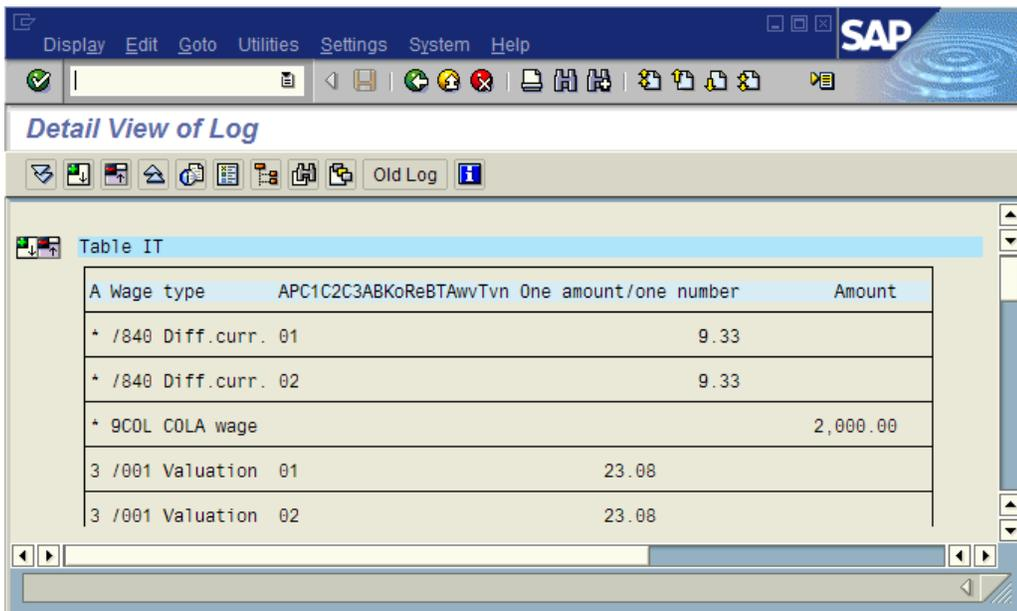 Display Edit Goto Utilities Settings System Help
SAP
Detail View of Log
Old Log
Table IT
A Wage type APC1C2C3ABKoReBTAwvTvn One amount/one number Amount
* /840 Diff.curr. 01 9.33
* /840 Diff.curr. 02 9.33
* 9COL COLA wage 2,000.00
3 /001 Valuation 01 23.08
3 /001 Valuation 02 23.08